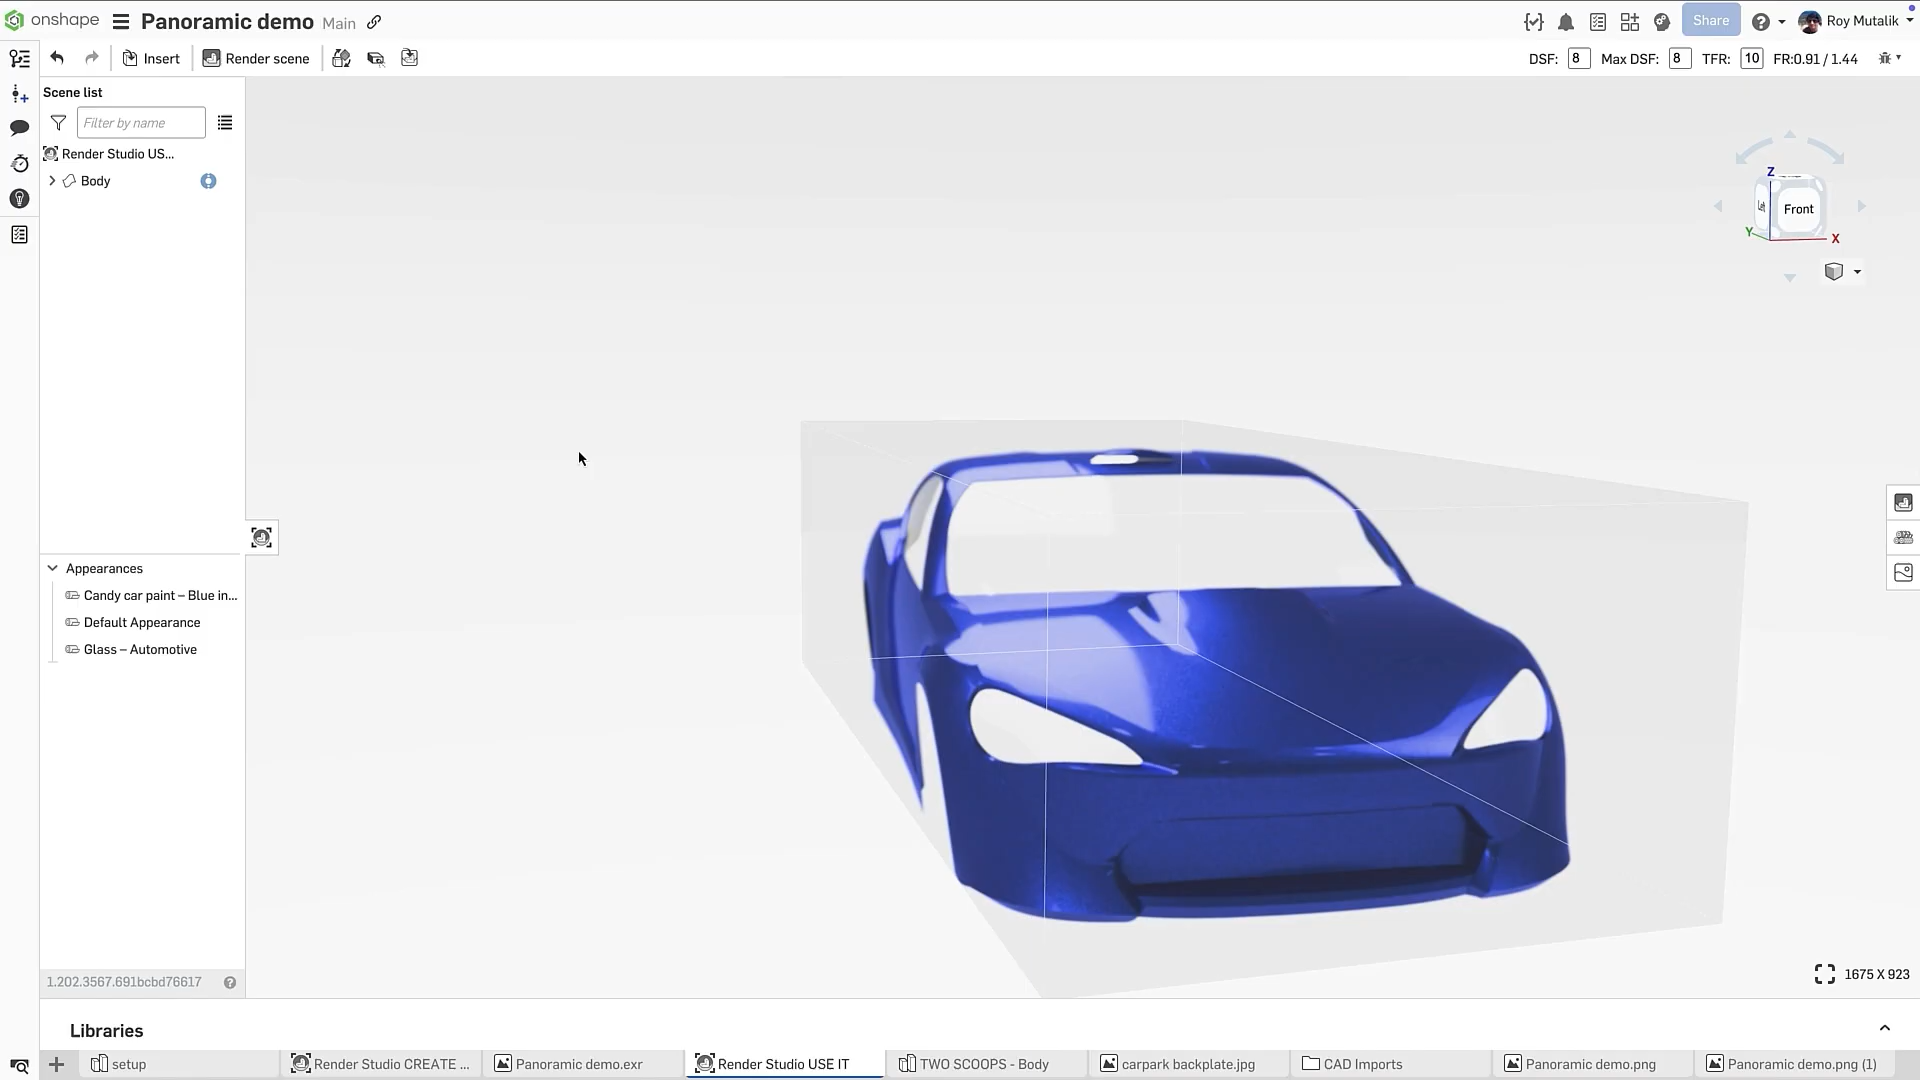 onshape
Panoramic demo Main
Share
Roy Mutalik
Insert
Render scene
DSF: 8 Max DSF: 8 TFR: 10 FR:0.91 / 1.44
Scene list
Filter by name
Render Studio US...
Body
Z
Left
Front
Y
X
Appearances
Candy car paint – Blue in...
Default Appearance
Glass – Automotive
1.202.3567.691bcbd76617
1675 X 923
Libraries
setup
Render Studio CREATE ...
Panoramic demo.exr
Render Studio USE IT
TWO SCOOPS - Body
carpark backplate.jpg
CAD Imports
Panoramic demo.png
Panoramic demo.png (1)